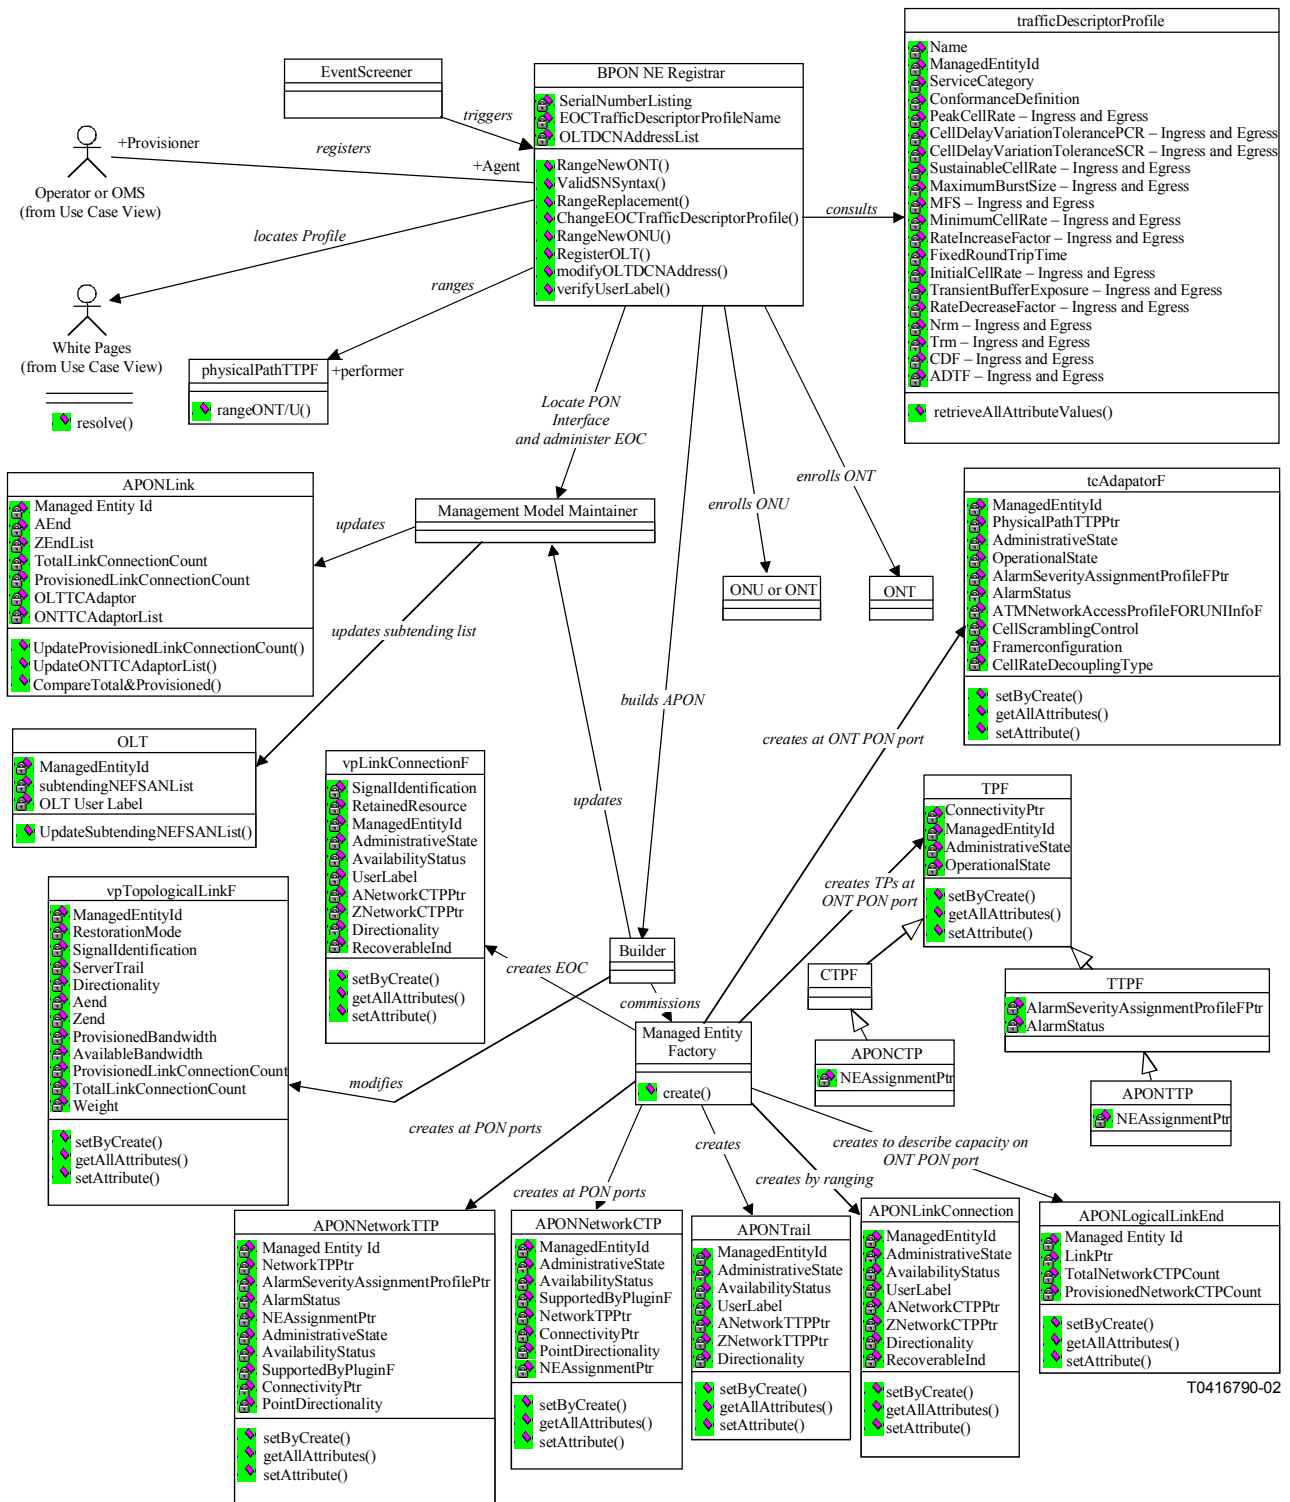 trafficDescriptorProfile
Name
ManagedEntityId
ServiceCategory
ConformanceDefinition
PeakCellRate – Ingress and Egress
CellDelayVariationTolerancePCR – Ingress and Egress
CellDelayVariationToleranceSCR – Ingress and Egress
SustainableCellRate – Ingress and Egress
MaximumBurstSize – Ingress and Egress
MFS – Ingress and Egress
MinimumCellRate – Ingress and Egress
RateIncreaseFactor – Ingress and Egress
FixedRoundTripTime
InitialCellRate – Ingress and Egress
TransientBufferExposure – Ingress and Egress
RateDecreaseFactor – Ingress and Egress
Nrm – Ingress and Egress
Trm – Ingress and Egress
CDF – Ingress and Egress
ADTF – Ingress and Egress
retrieveAllAttributeValues()
EventScreener
BPON NE Registrar
SerialNumberListing
EOCTrafficDescriptorProfileName
OLTDCNAddressList
RangeNewONT()
ValidSNSyntax()
RangeReplacement()
ChangeEOCTrafficDescriptorProfile()
RangeNewONU()
RegisterOLT()
modifyOLTDCNAddress()
verifyUserLabel()
triggers
+Provisioner
registers
+Agent
consults
Operator or OMS
(from Use Case View)
locates Profile
ranges
White Pages
(from Use Case View)
resolve()
physicalPathTTPF
rangeONT/U()
+performer
Locate PON
Interface
and administer EOC
enrolls ONT
enrolls ONU
APONLink
Managed Entity Id
AEnd
ZEndList
TotalLinkConnectionCount
ProvisionedLinkConnectionCount
OLTTCAdaptor
ONTTCAdaptorList
UpdateProvisionedLinkConnectionCount()
UpdateONTTCAdaptorList()
CompareTotal&Provisioned()
updates
Management Model Maintainer
tcAdapatorF
ManagedEntityId
PhysicalPathTTPPtr
AdministrativeState
OperationalState
AlarmSeverityAssignmentProfileFPtr
AlarmStatus
ATMNetworkAccessProfileFORUNIInfoF
CellScramblingControl
Framerconfiguration
CellRateDecouplingType
setByCreate()
getAllAttributes()
setAttribute()
ONU or ONT
ONT
updates subtending list
builds APON
creates at ONT PON port
OLT
ManagedEntityId
subtendingNEFSANList
OLT User Label
UpdateSubtendingNEFSANList()
vpLinkConnectionF
SignalIdentification
RetainedResource
ManagedEntityId
AdministrativeState
AvailabilityStatus
UserLabel
ANetworkCTPPtr
ZNetworkCTPPtr
Directionality
RecoverableInd
setByCreate()
getAllAttributes()
setAttribute()
updates
TPF
ConnectivityPtr
ManagedEntityId
AdministrativeState
OperationalState
setByCreate()
getAllAttributes()
setAttribute()
creates TPs at
ONT PON port
vpTopologicalLinkF
ManagedEntityId
RestorationMode
SignalIdentification
ServerTrail
Directionality
Aend
Zend
ProvisionedBandwidth
AvailableBandwidth
ProvisionedLinkConnectionCount
TotalLinkConnectionCount
Weight
setByCreate()
getAllAttributes()
setAttribute()
Builder
creates EOC
commissions
modifies
Managed Entity
Factory
create()
CTPF
TTPF
AlarmSeverityAssignmentProfileFPtr
AlarmStatus
APONCTP
NEAssignmentPtr
APONTTP
NEAssignmentPtr
creates at PON ports
creates at PON ports
creates
creates by ranging
creates to describe capacity on
ONT PON port
APONNetworkTTP
Managed Entity Id
NetworkTPPtr
AlarmSeverityAssignmentProfilePtr
AlarmStatus
NEAssignmentPtr
AdministrativeState
AvailabilityStatus
SupportedByPluginF
ConnectivityPtr
PointDirectionality
setByCreate()
getAllAttributes()
setAttribute()
APONNetworkCTP
ManagedEntityId
AdministrativeState
AvailabilityStatus
SupportedByPluginF
NetworkTPPtr
ConnectivityPtr
PointDirectionality
NEAssignmentPtr
setByCreate()
getAllAttributes()
setAttribute()
APONTrail
ManagedEntityId
AdministrativeState
AvailabilityStatus
UserLabel
ANetworkTTPPtr
ZNetworkTTPPtr
Directionality
setByCreate()
getAllAttributes()
setAttribute()
APONLinkConnection
ManagedEntityId
AdministrativeState
AvailabilityStatus
UserLabel
ANetworkCTPPtr
ZNetworkCTPPtr
Directionality
RecoverableInd
setByCreate()
getAllAttributes()
setAttribute()
APONLogicalLinkEnd
Managed Entity Id
LinkPtr
TotalNetworkCTPCount
ProvisionedNetworkCTPCount
setByCreate()
getAllAttributes()
setAttribute()
T0416790-02